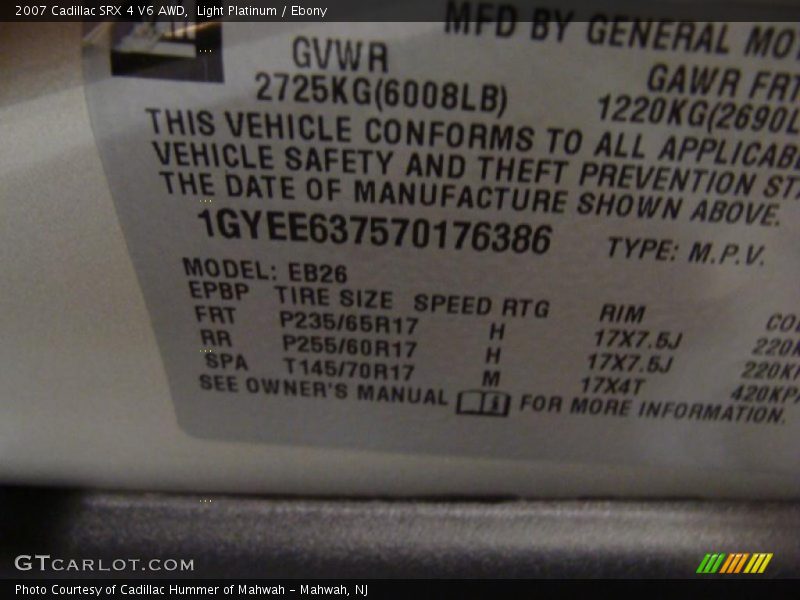 2007 Cadillac SRX 4 V6 AWD, Light Platinum / Ebony
MFD BY GENERAL MO
GVWR GAWR FRT
2725KG(6008LB) 1220KG(2690L
THIS VEHICLE CONFORMS TO ALL APPLICAB
VEHICLE SAFETY AND THEFT PREVENTION STA
THE DATE OF MANUFACTURE SHOWN ABOVE.
1GYEE637570176386 TYPE: M.P.V.
MODEL: EB26
EPBP TIRE SIZE SPEED RTG RIM CO
FRT P235/65R17 H 17X7.5J 220K
RR P255/60R17 H 17X7.5J 220KP
SPA T145/70R17 M 17X4T 420KPA
SEE OWNER'S MANUAL FOR MORE INFORMATION.
GTCARLOT.COM
Photo Courtesy of Cadillac Hummer of Mahwah - Mahwah, NJ